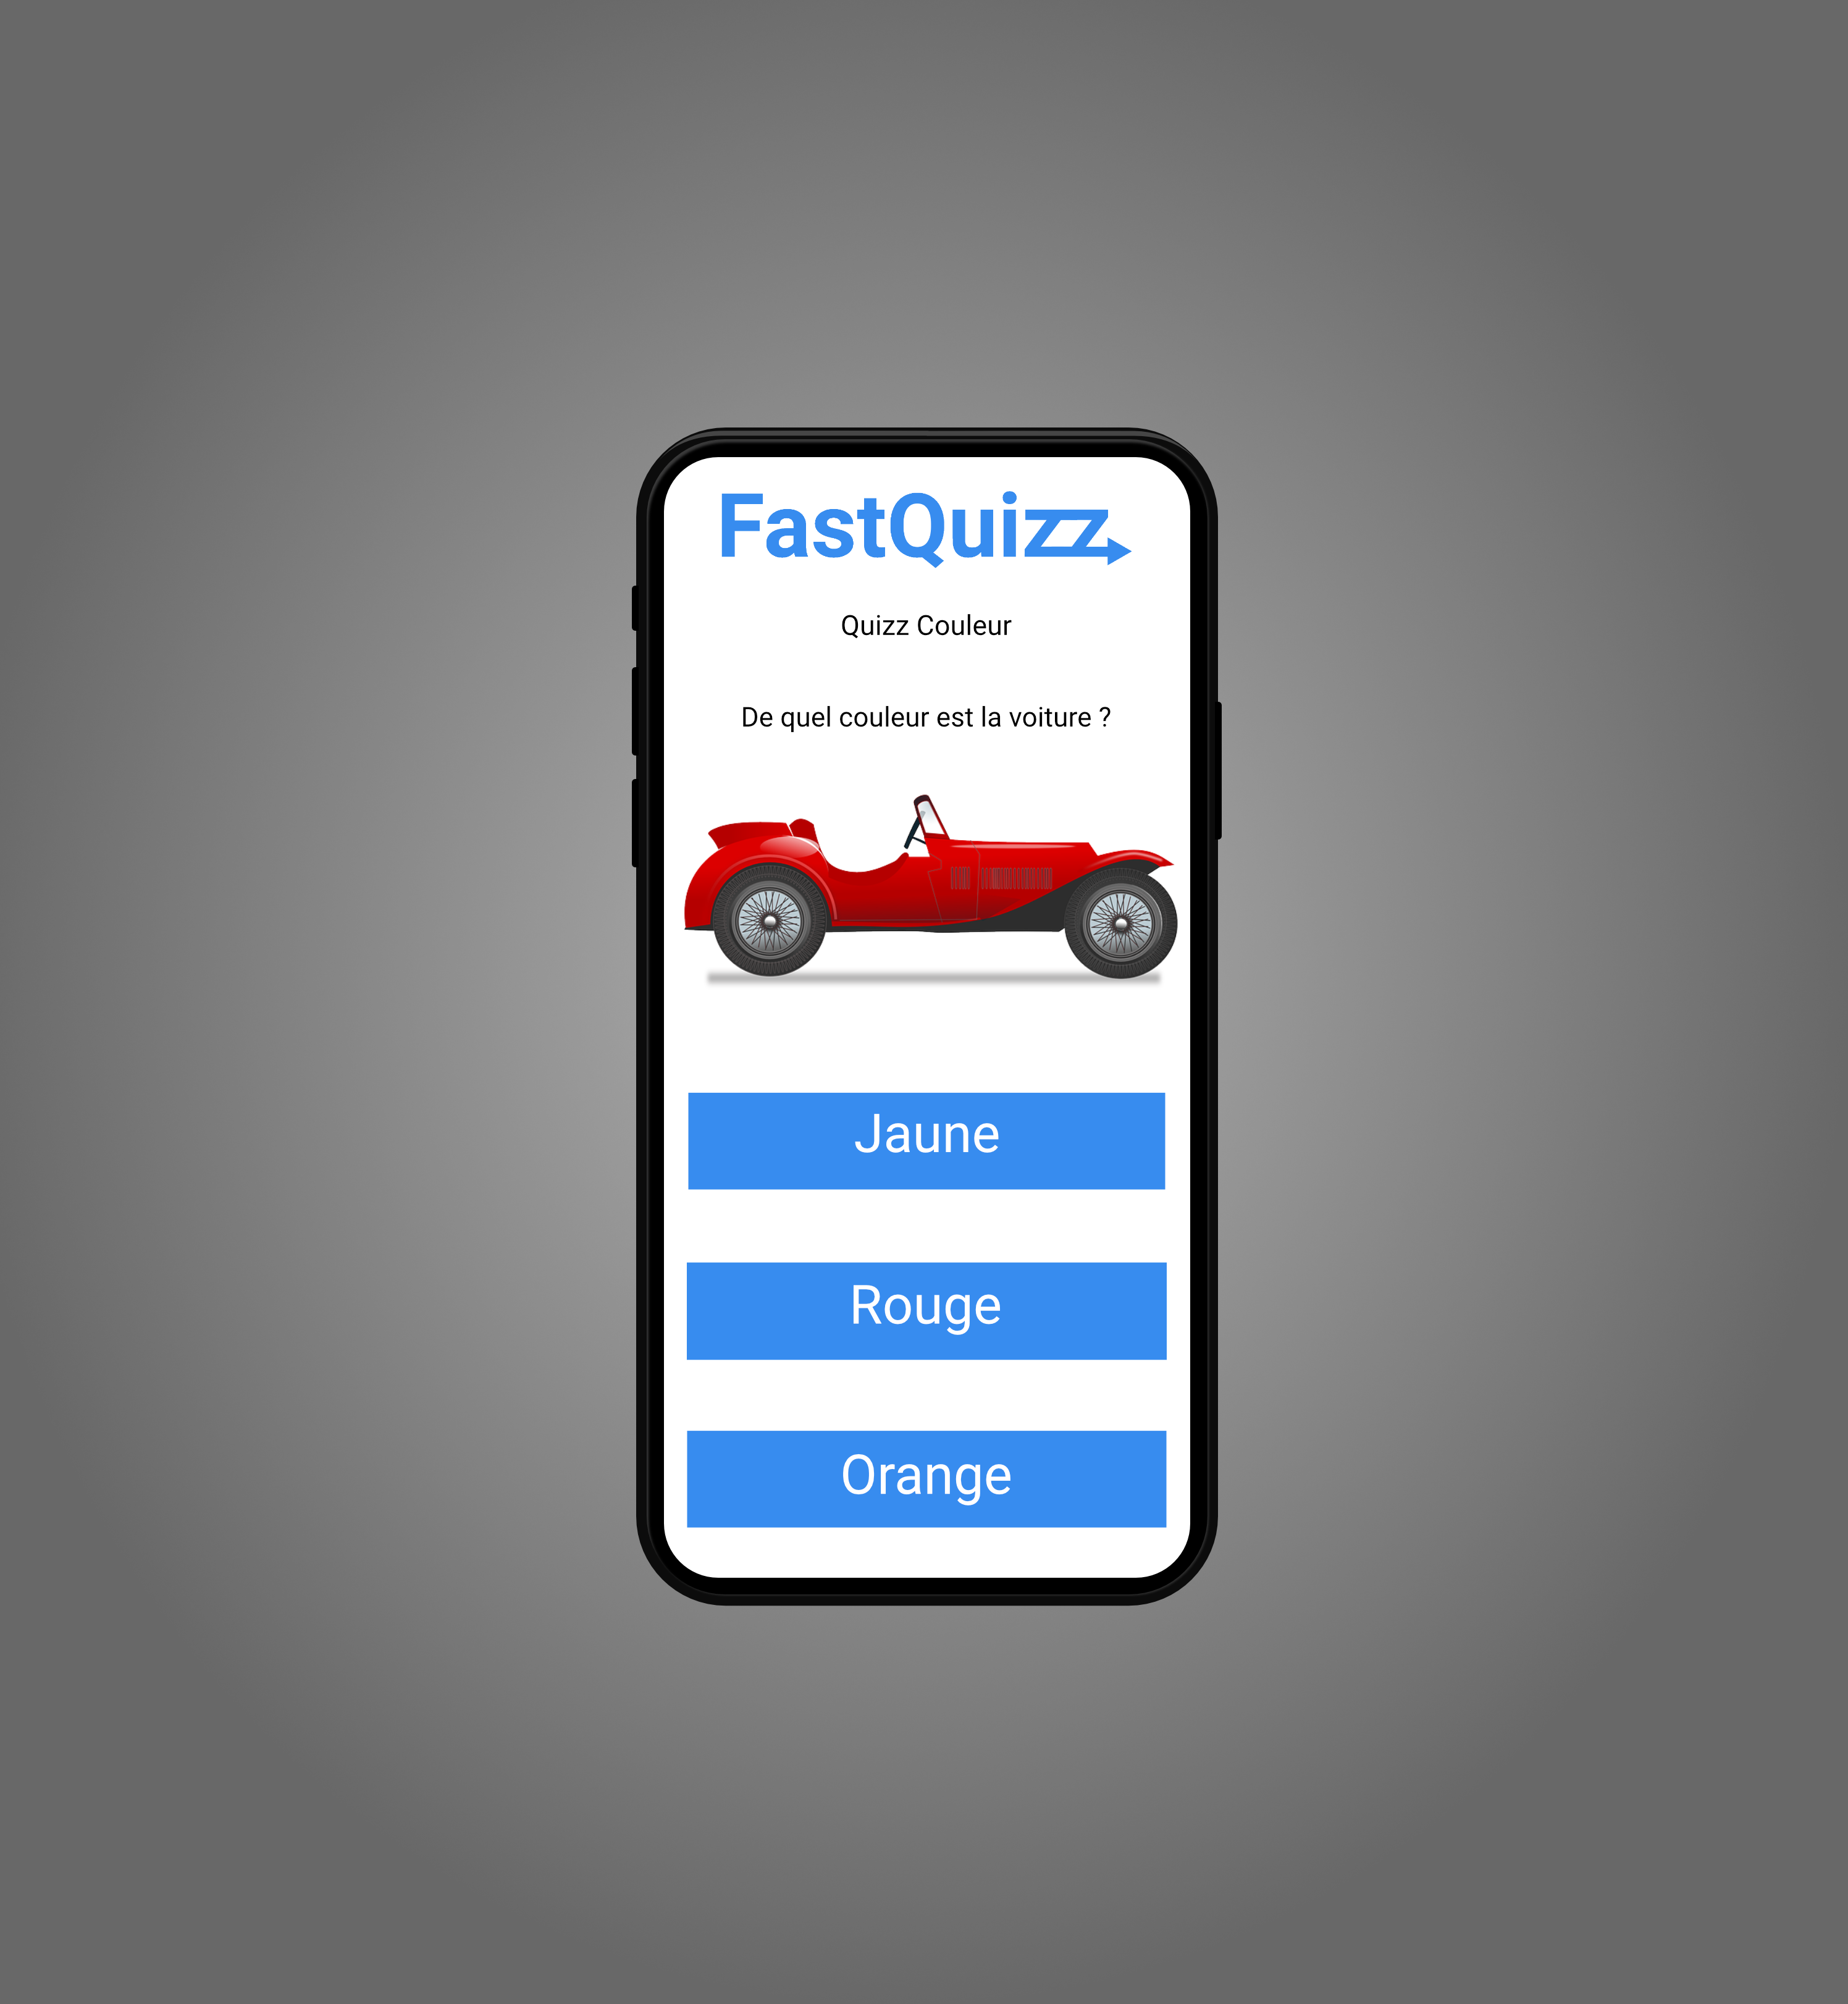 FastQuizz
Quizz Couleur
De quel couleur est la voiture ?
Jaune
Rouge
Orange